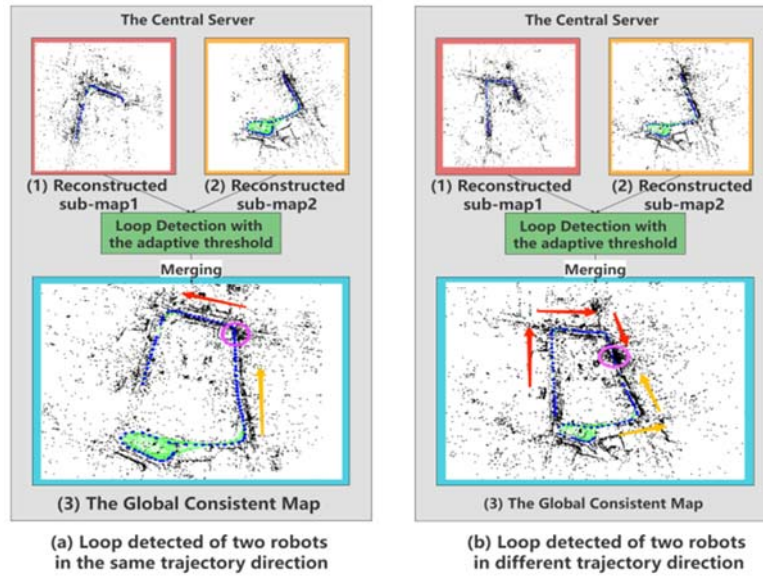 The Central Server
(1) Reconstructed
sub-map1
(2) Reconstructed
sub-map2
Loop Detection with
the adaptive threshold
Merging
(3) The Global Consistent Map
(a) Loop detected of two robots
in the same trajectory direction
The Central Server
(1) Reconstructed
sub-map1
(2) Reconstructed
sub-map2
Loop Detection with
the adaptive threshold
Merging
(3) The Global Consistent Map
(b) Loop detected of two robots
in different trajectory direction